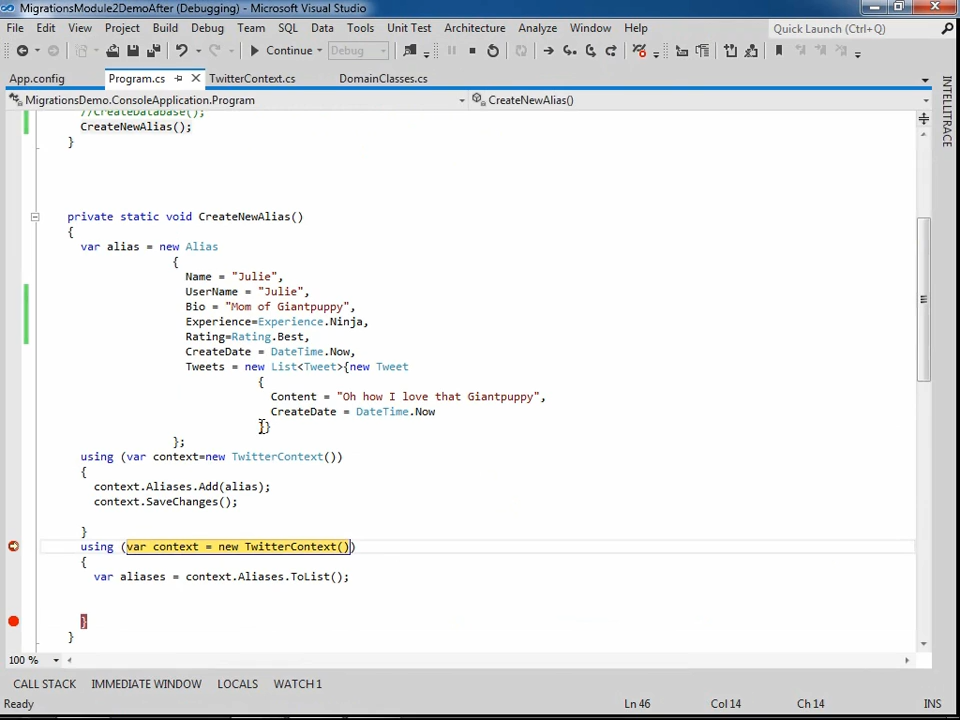 MigrationsModule2DemoAfter (Debugging) - Microsoft Visual Studio
File Edit View Project Build Debug Team SQL Data Tools Unit Test Architecture Analyze Window Help
Quick Launch (Ctrl+Q)
Continue Debug
App.config Program.cs TwitterContext.cs DomainClasses.cs
MigrationsDemo.ConsoleApplication.Program CreateNewAlias()
INTELLITRACE
//CreateDatabase();
CreateNewAlias();
}
private static void CreateNewAlias()
{
var alias = new Alias
{
Name = "Julie",
UserName = "Julie",
Bio = "Mom of Giantpuppy",
Experience=Experience.Ninja,
Rating=Rating.Best,
CreateDate = DateTime.Now,
Tweets = new List<Tweet>{new Tweet
{
Content = "Oh how I love that Giantpuppy",
CreateDate = DateTime.Now
}}
};
using (var context=new TwitterContext())
{
context.Aliases.Add(alias);
context.SaveChanges();
}
using (var context = new TwitterContext())
{
var aliases = context.Aliases.ToList();
}
}
100 %
CALL STACK IMMEDIATE WINDOW LOCALS WATCH 1
Ready Ln 46 Col 14 Ch 14 INS